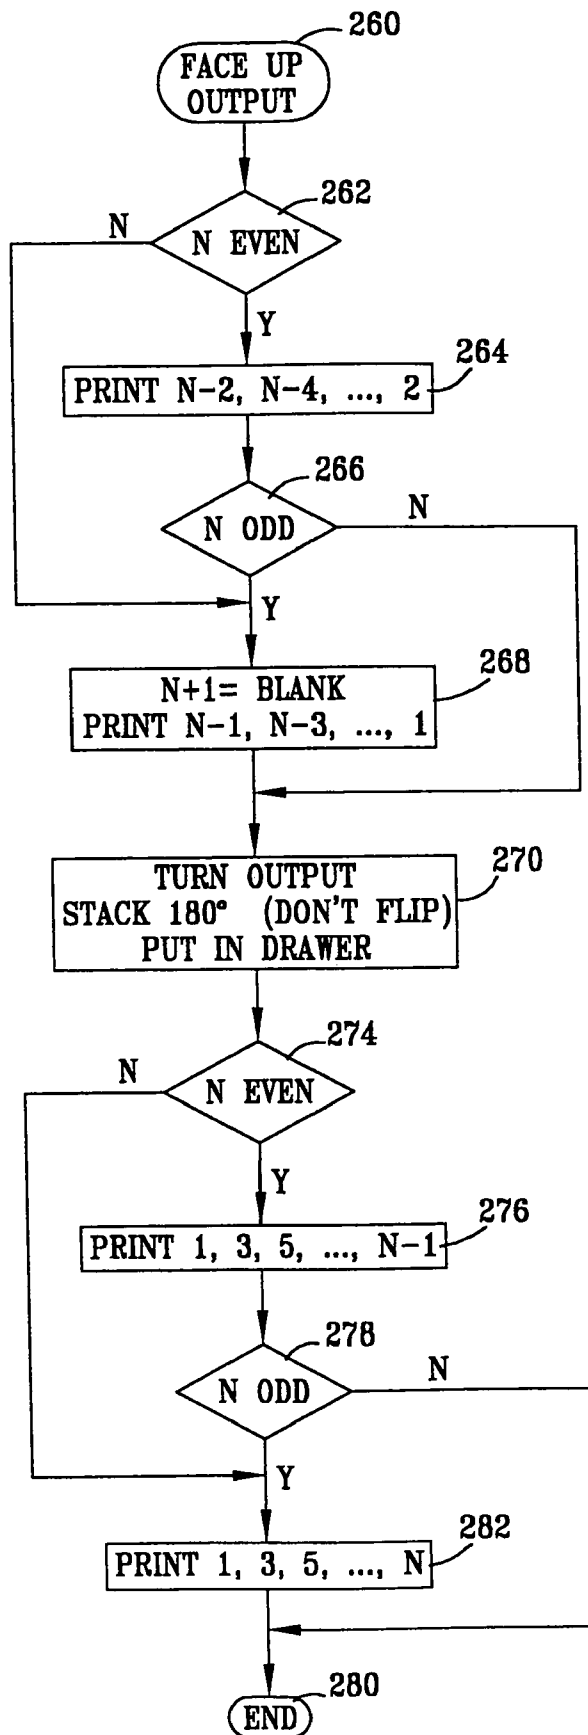 260
FACE UP
OUTPUT
262
N
N EVEN
Y
264
PRINT N-2, N-4, ..., 2
266
N ODD
N
Y
268
N+1= BLANK
PRINT N-1, N-3, ..., 1
270
TURN OUTPUT
STACK 180° (DON'T FLIP)
PUT IN DRAWER
274
N
N EVEN
Y
276
PRINT 1, 3, 5, ..., N-1
278
N ODD
N
Y
282
PRINT 1, 3, 5, ..., N
280
END